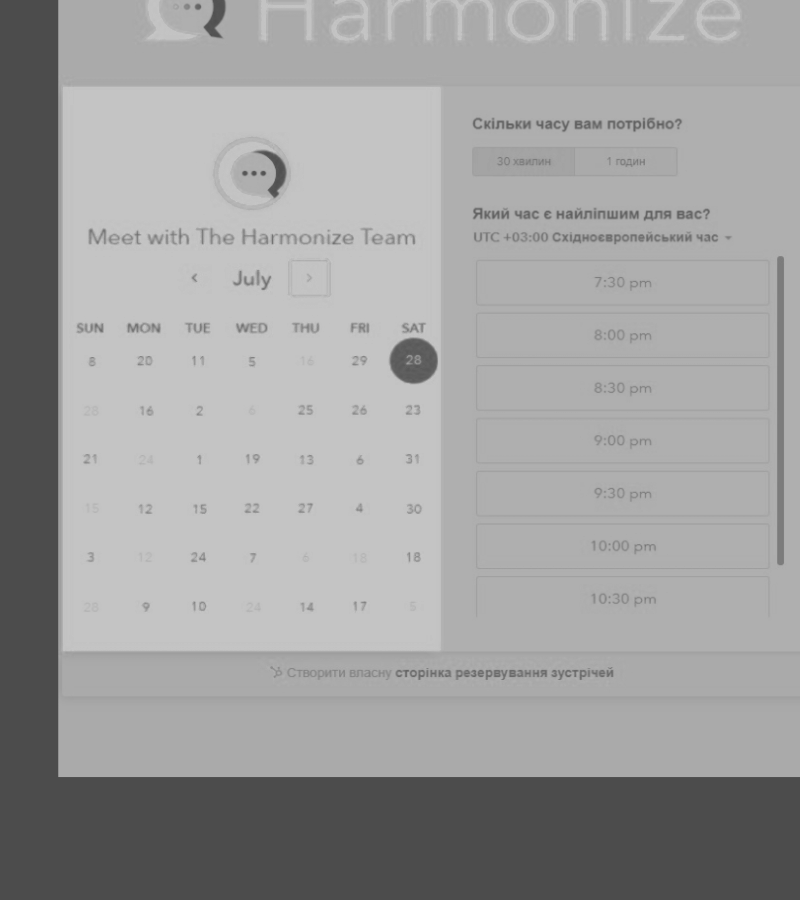 Harmonize
Meet with The Harmonize Team
‹ July ›
SUN MON TUE WED THU FRI SAT
8 20 11 5 16 29 28
28 16 2 6 25 26 23
21 24 1 19 13 6 31
15 12 15 22 27 4 30
3 12 24 7 6 18 18
28 9 10 24 14 17 5
Скільки часу вам потрібно?
30 хвилин 1 годин
Який час є найліпшим для вас?
UTC +03:00 Східноєвропейський час
7:30 pm
8:00 pm
8:30 pm
9:00 pm
9:30 pm
10:00 pm
10:30 pm
Створити власну сторінка резервування зустрічей